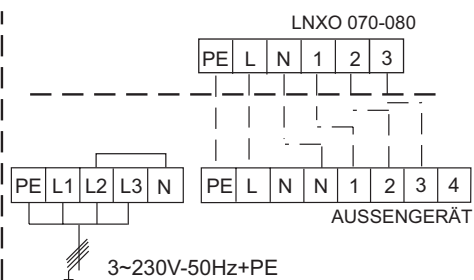 LNXO 070-080
PE L N 1 2 3
PE L1 L2 L3 N PE L N N 1 2 3 4
AUSSENGERÄT
3~230V-50Hz+PE